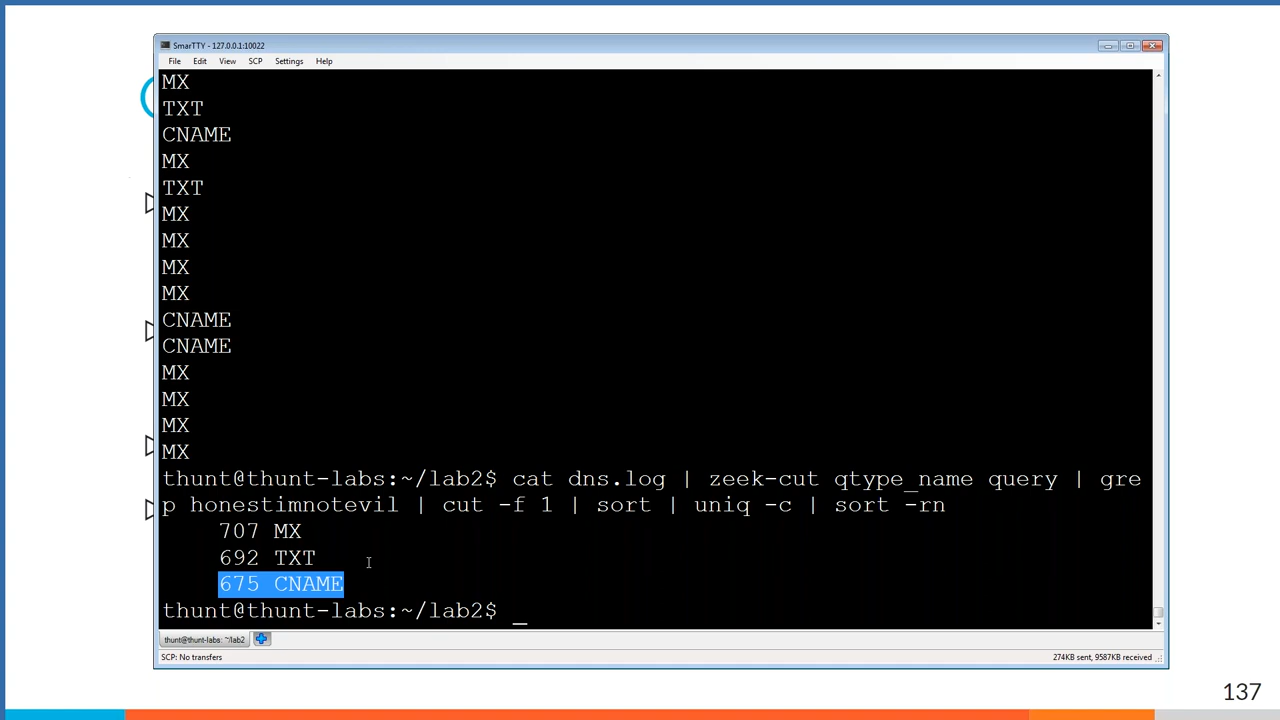 SmarTTY - 127.0.0.1:10022
File Edit View SCP Settings Help
MX
TXT
CNAME
MX
TXT
MX
MX
MX
MX
CNAME
CNAME
MX
MX
MX
MX
thunt@thunt-labs:~/lab2$ cat dns.log | zeek-cut qtype_name query | gre
p honestimnotevil | cut -f 1 | sort | uniq -c | sort -rn
707 MX
692 TXT
675 CNAME
thunt@thunt-labs:~/lab2$ _
thunt@thunt-labs: ~/lab2
SCP: No transfers 274KB sent, 9587KB received
137